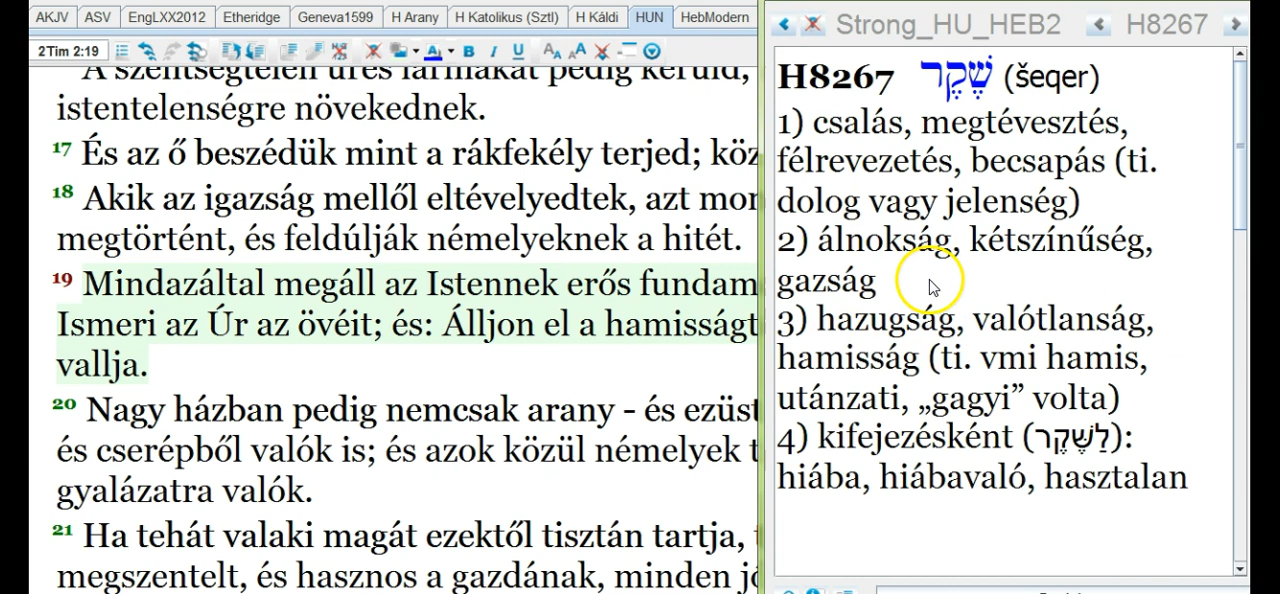 AKJV ASV EngLXX2012 Etheridge Geneva1599 H Arany H Katolikus (Sztl) H Káldi HUN HebModern
2Tim 2:19
A szentségtelen üres lármákat pedig kerüld,
istentelenségre növekednek.
17 És az ő beszédük mint a rákfekély terjed; köz
18 Akik az igazság mellől eltévelyedtek, azt mon
megtörtént, és feldúlják némelyeknek a hitét.
19 Mindazáltal megáll az Istennek erős fundam
Ismeri az Úr az övéit; és: Álljon el a hamisságt
vallja.
20 Nagy házban pedig nemcsak arany - és ezüst
és cserépből valók is; és azok közül némelyek t
gyalázatra valók.
21 Ha tehát valaki magát ezektől tisztán tartja,
megszentelt, és hasznos a gazdának, minden jó
Strong_HU_HEB2 H8267
H8267 שֶׁקֶר (šeqer)
1) csalás, megtévesztés,
félrevezetés, becsapás (ti.
dolog vagy jelenség)
2) álnokság, kétszínűség,
gazság
3) hazugság, valótlanság,
hamisság (ti. vmi hamis,
utánzati, „gagyi” volta)
4) kifejezésként (לַשֶּׁקֶר):
hiába, hiábavaló, hasztalan